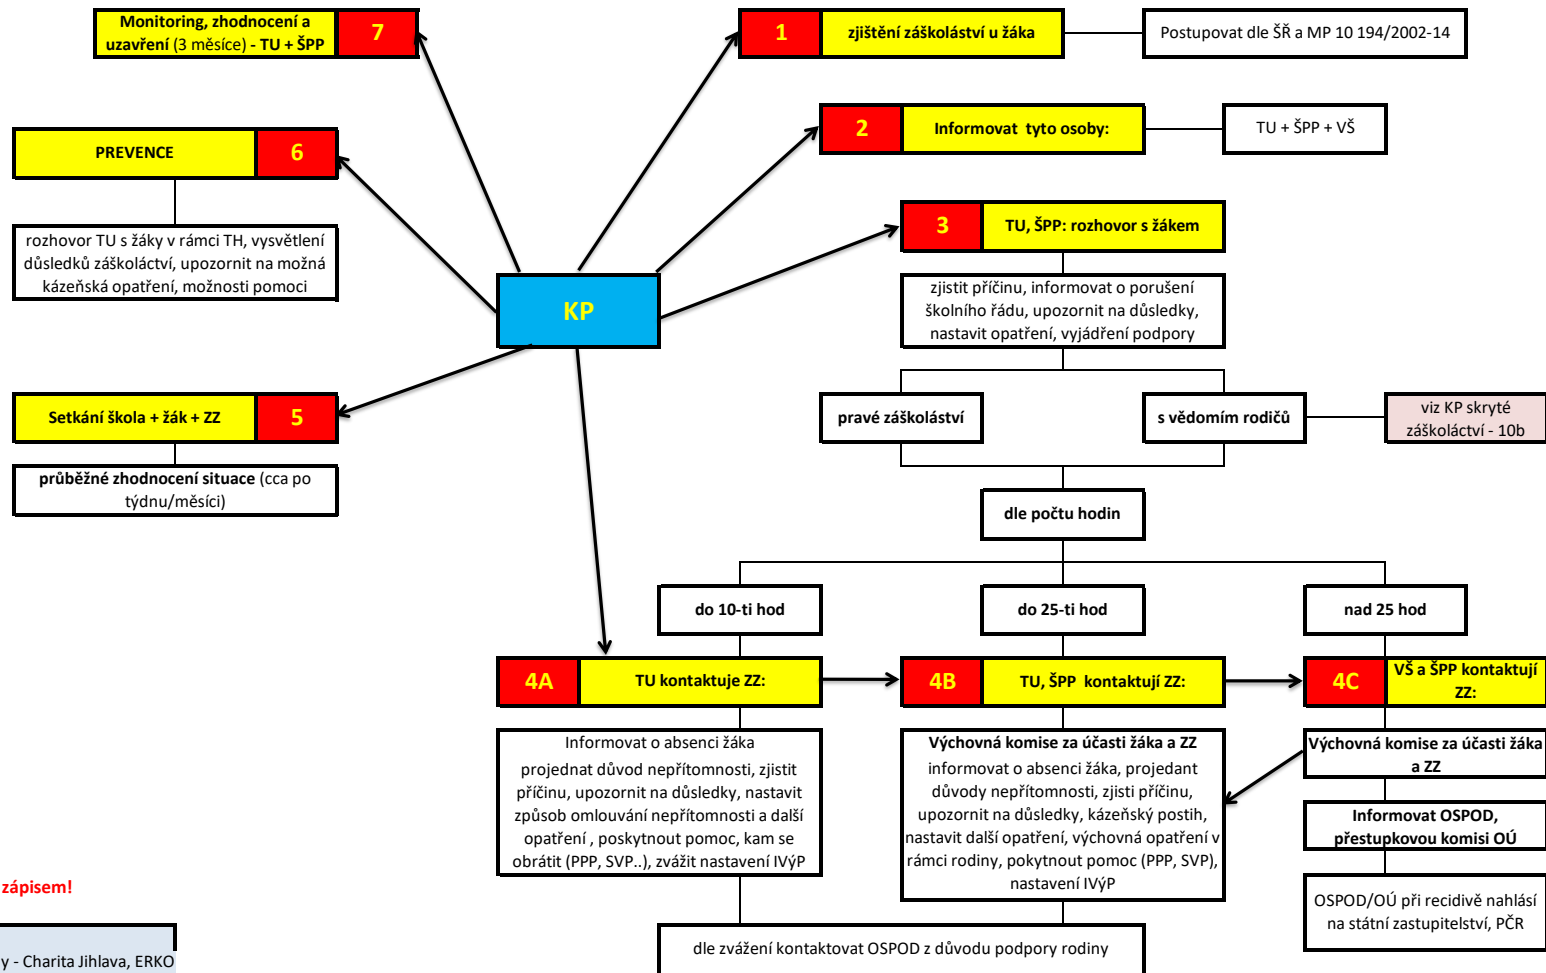 Monitoring, zhodnocení a
uzavření (3 měsíce) - TU + ŠPP
7
1
zjištění záškoláství u žáka
Postupovat dle ŠŘ a MP 10 194/2002-14
2
Informovat tyto osoby:
TU + ŠPP + VŠ
PREVENCE
6
rozhovor TU s žáky v rámci TH, vysvětlení
důsledků záškoláctví, upozornit na možná
kázeňská opatření, možnosti pomoci
3
TU, ŠPP: rozhovor s žákem
zjistit příčinu, informovat o porušení
školního řádu, upozornit na důsledky,
nastavit opatření, vyjádření podpory
KP
Setkání škola + žák + ZZ
5
průběžné zhodnocení situace (cca po
týdnu/měsíci)
pravé záškoláství
s vědomím rodičů
viz KP skryté
záškoláctví - 10b
dle počtu hodin
do 10-ti hod
do 25-ti hod
nad 25 hod
4A
TU kontaktuje ZZ:
4B
TU, ŠPP kontaktují ZZ:
4C
VŠ a ŠPP kontaktují
ZZ:
Informovat o absenci žáka
projednat důvod nepřítomnosti, zjistit
příčinu, upozornit na důsledky, nastavit
způsob omlouvání nepřítomnosti a další
opatření , poskytnout pomoc, kam se
obrátit (PPP, SVP..), zvážit nastavení IVýP
Výchovná komise za účasti žáka a ZZ
informovat o absenci žáka, projedant
důvody nepřítomnosti, zjisti příčinu,
upozornit na důsledky, kázeňský postih,
nastavit další opatření, výchovná opatření v
rámci rodiny, pokytnout pomoc (PPP, SVP),
nastavení IVýP
Výchovná komise za účasti žáka
a ZZ
Informovat OSPOD,
přestupkovou komisi OÚ
OSPOD/OÚ při recidivě nahlásí
na státní zastupitelství, PČR
dle zvážení kontaktovat OSPOD z důvodu podpory rodiny
zápisem!
y - Charita Jihlava, ERKO